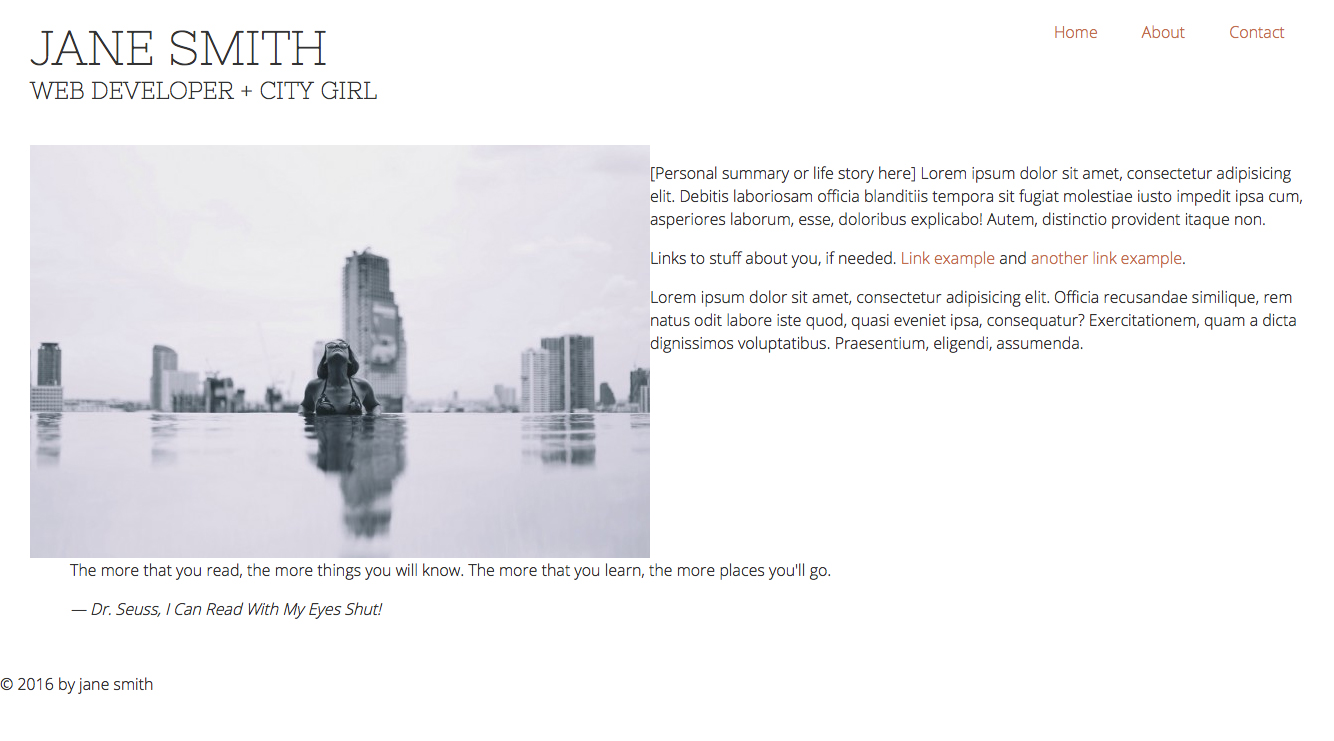 JANE SMITH
WEB DEVELOPER + CITY GIRL
Home About Contact
[Personal summary or life story here] Lorem ipsum dolor sit amet, consectetur adipisicing
elit. Debitis laboriosam officia blanditiis tempora sit fugiat molestiae iusto impedit ipsa cum,
asperiores laborum, esse, doloribus explicabo! Autem, distinctio provident itaque non.
Links to stuff about you, if needed. Link example and another link example.
Lorem ipsum dolor sit amet, consectetur adipisicing elit. Officia recusandae similique, rem
natus odit labore iste quod, quasi eveniet ipsa, consequatur? Exercitationem, quam a dicta
dignissimos voluptatibus. Praesentium, eligendi, assumenda.
The more that you read, the more things you will know. The more that you learn, the more places you'll go.
— Dr. Seuss, I Can Read With My Eyes Shut!
© 2016 by jane smith